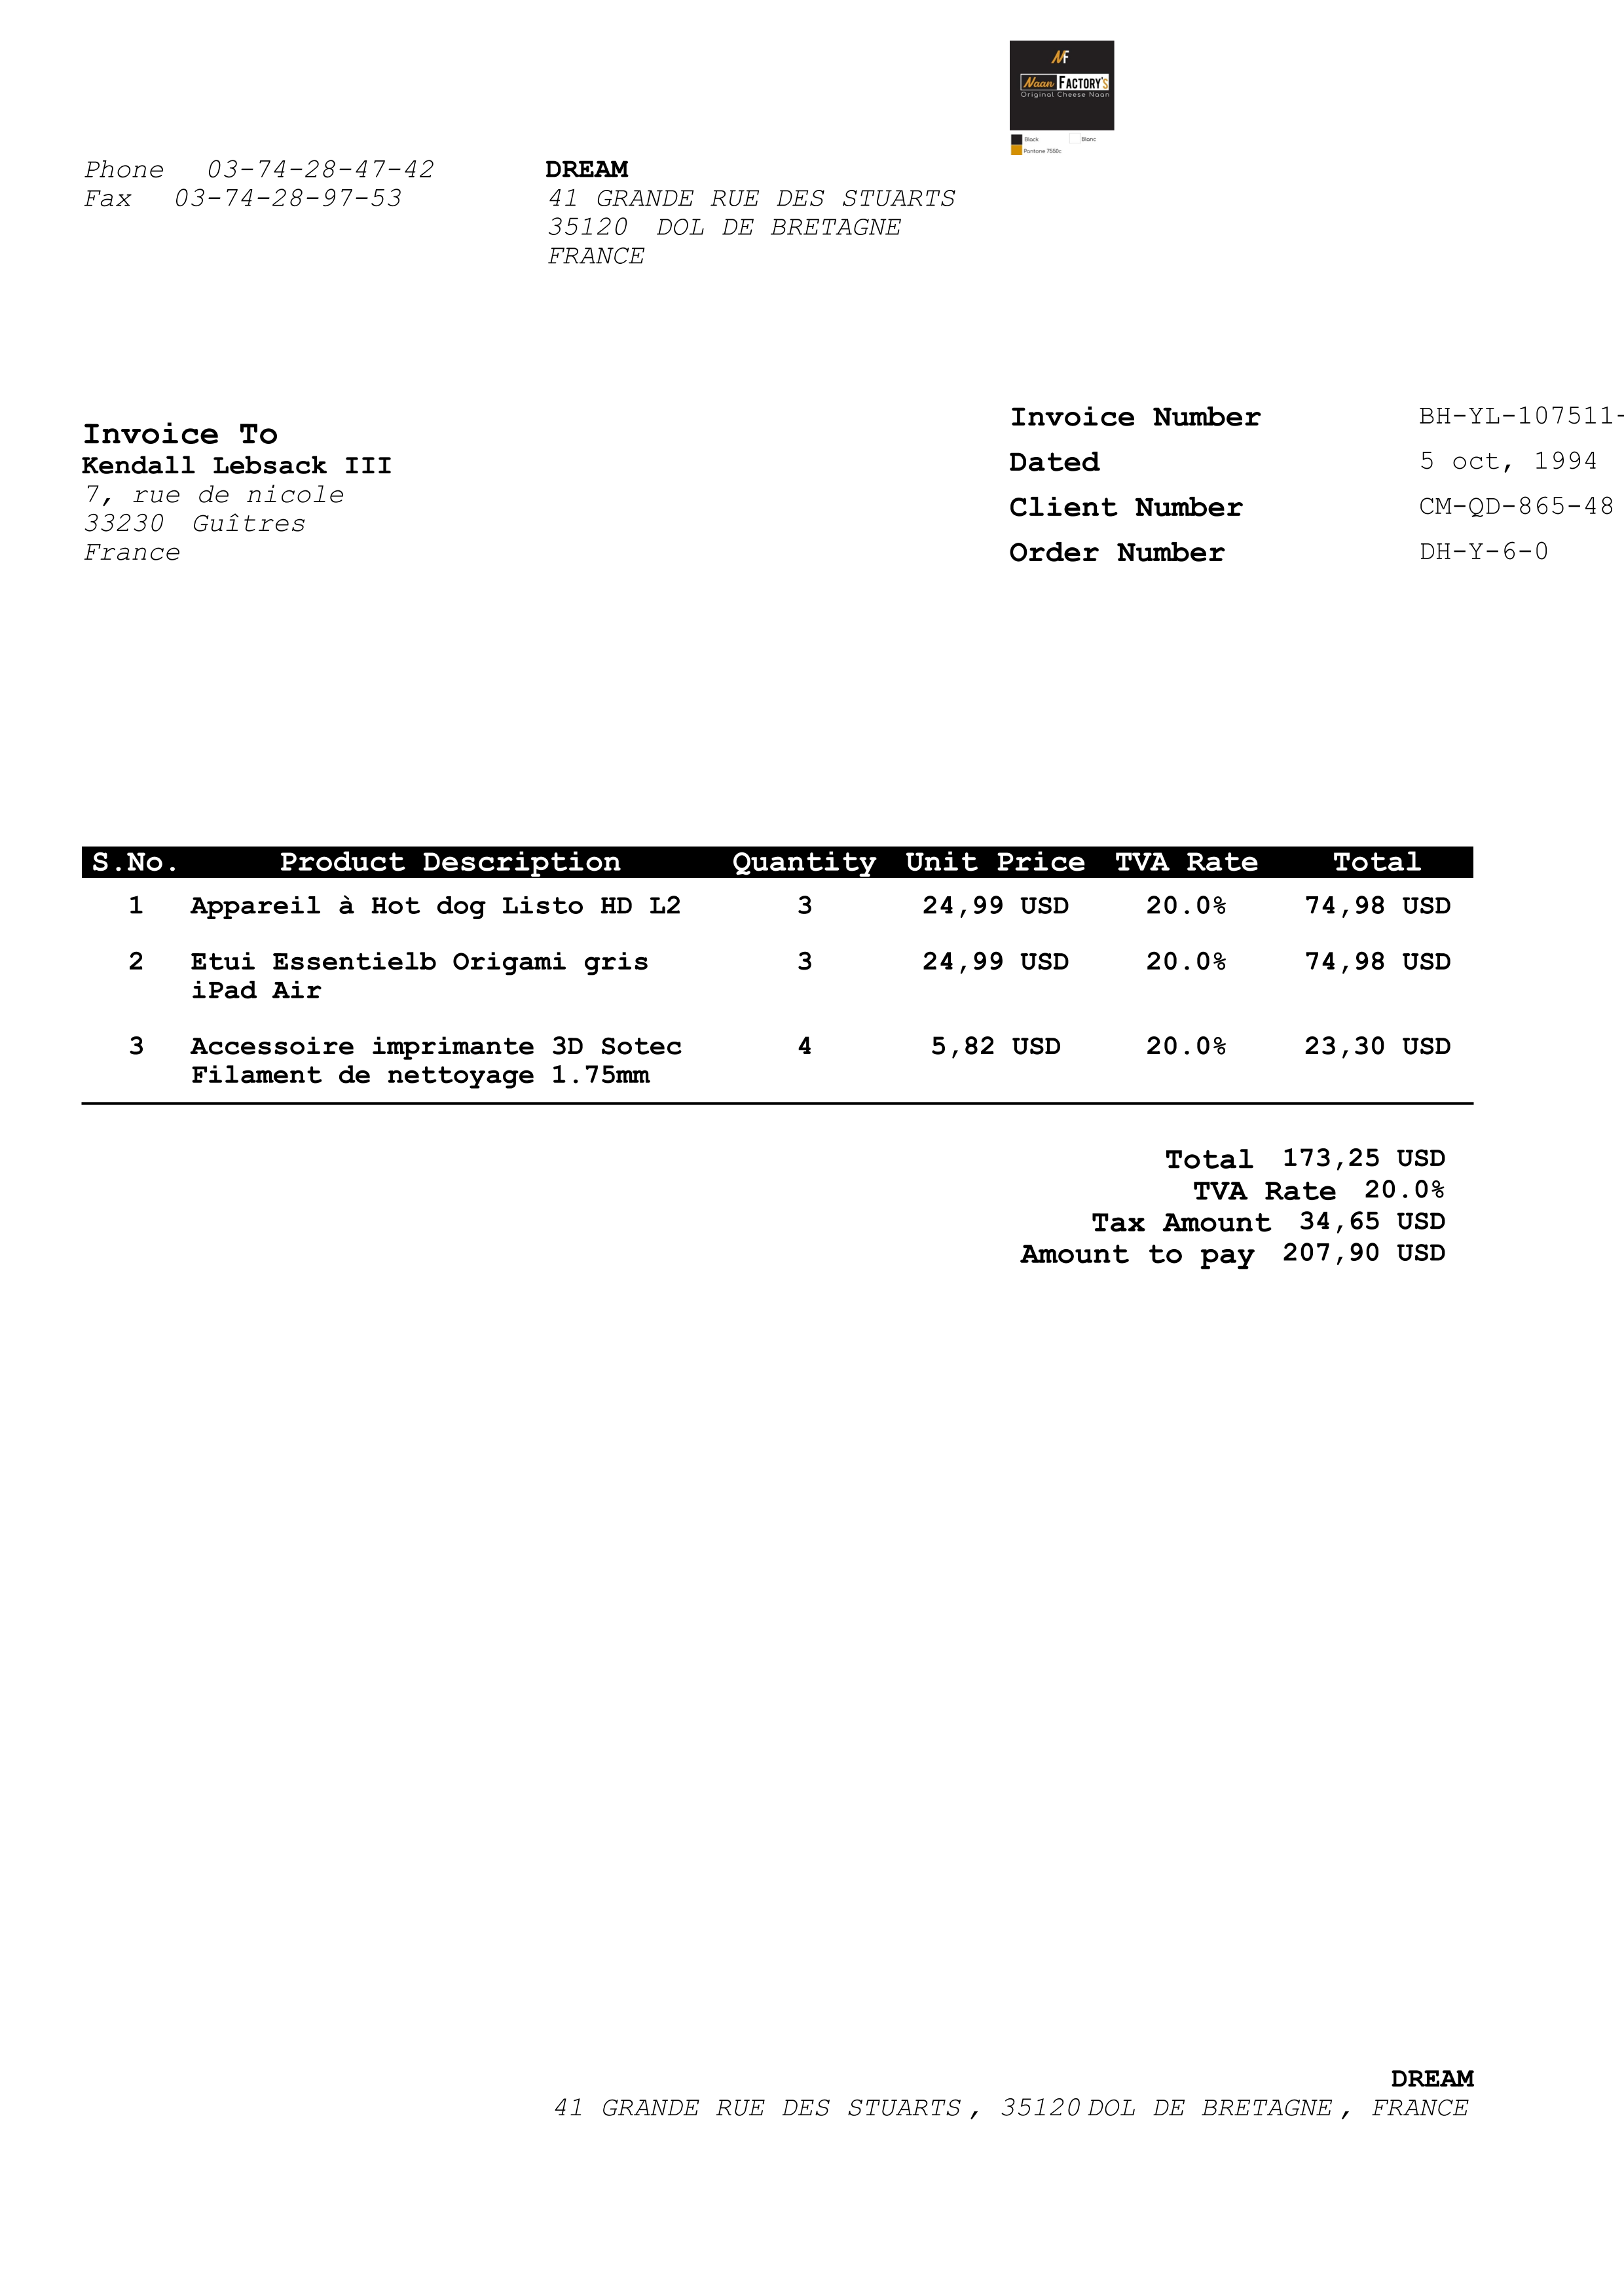 MF
Naan FACTORY'S
Original Cheese Naan
Black Blanc
Pantone 7550c
Phone 03-74-28-47-42
Fax 03-74-28-97-53
DREAM
41 GRANDE RUE DES STUARTS
35120 DOL DE BRETAGNE
FRANCE
Invoice To
Kendall Lebsack III
7, rue de nicole
33230 Guîtres
France
Invoice Number BH-YL-107511-
Dated 5 oct, 1994
Client Number CM-QD-865-48
Order Number DH-Y-6-0
S.No. Product Description Quantity Unit Price TVA Rate Total
1 Appareil à Hot dog Listo HD L2 3 24,99 USD 20.0% 74,98 USD
2 Etui Essentielb Origami gris 3 24,99 USD 20.0% 74,98 USD
iPad Air
3 Accessoire imprimante 3D Sotec 4 5,82 USD 20.0% 23,30 USD
Filament de nettoyage 1.75mm
Total 173,25 USD
TVA Rate 20.0%
Tax Amount 34,65 USD
Amount to pay 207,90 USD
DREAM
41 GRANDE RUE DES STUARTS, 35120 DOL DE BRETAGNE, FRANCE